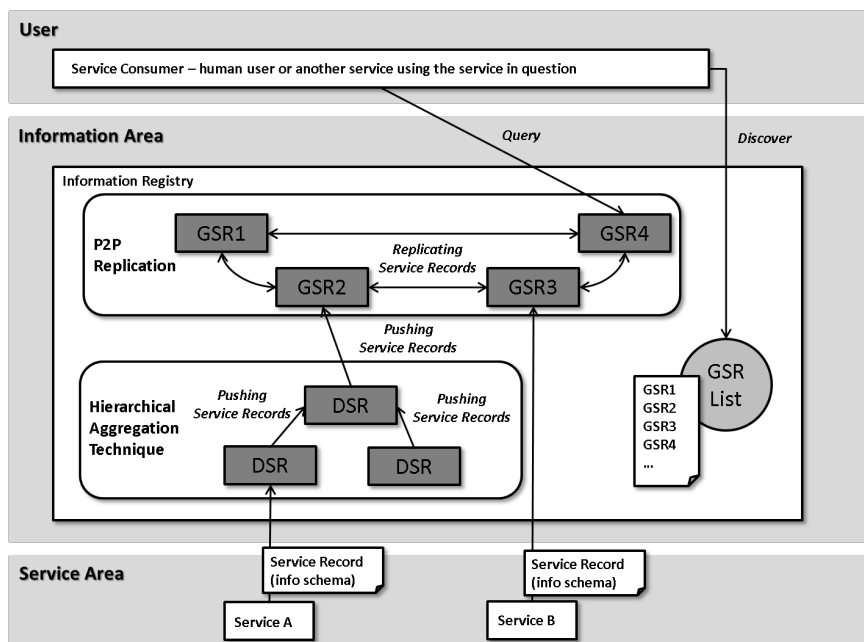 User
Service Consumer – human user or another service using the service in question
Information Area
Query
Discover
Information Registry
P2P
Replication
GSR1
GSR4
Replicating
Service Records
GSR2
GSR3
Pushing
Service Records
Hierarchical
Aggregation
Technique
Pushing
Service Records
DSR
Pushing
Service Records
DSR
DSR
GSR
List
GSR1
GSR2
GSR3
GSR4
...
Service Area
Service Record
(info schema)
Service A
Service Record
(info schema)
Service B